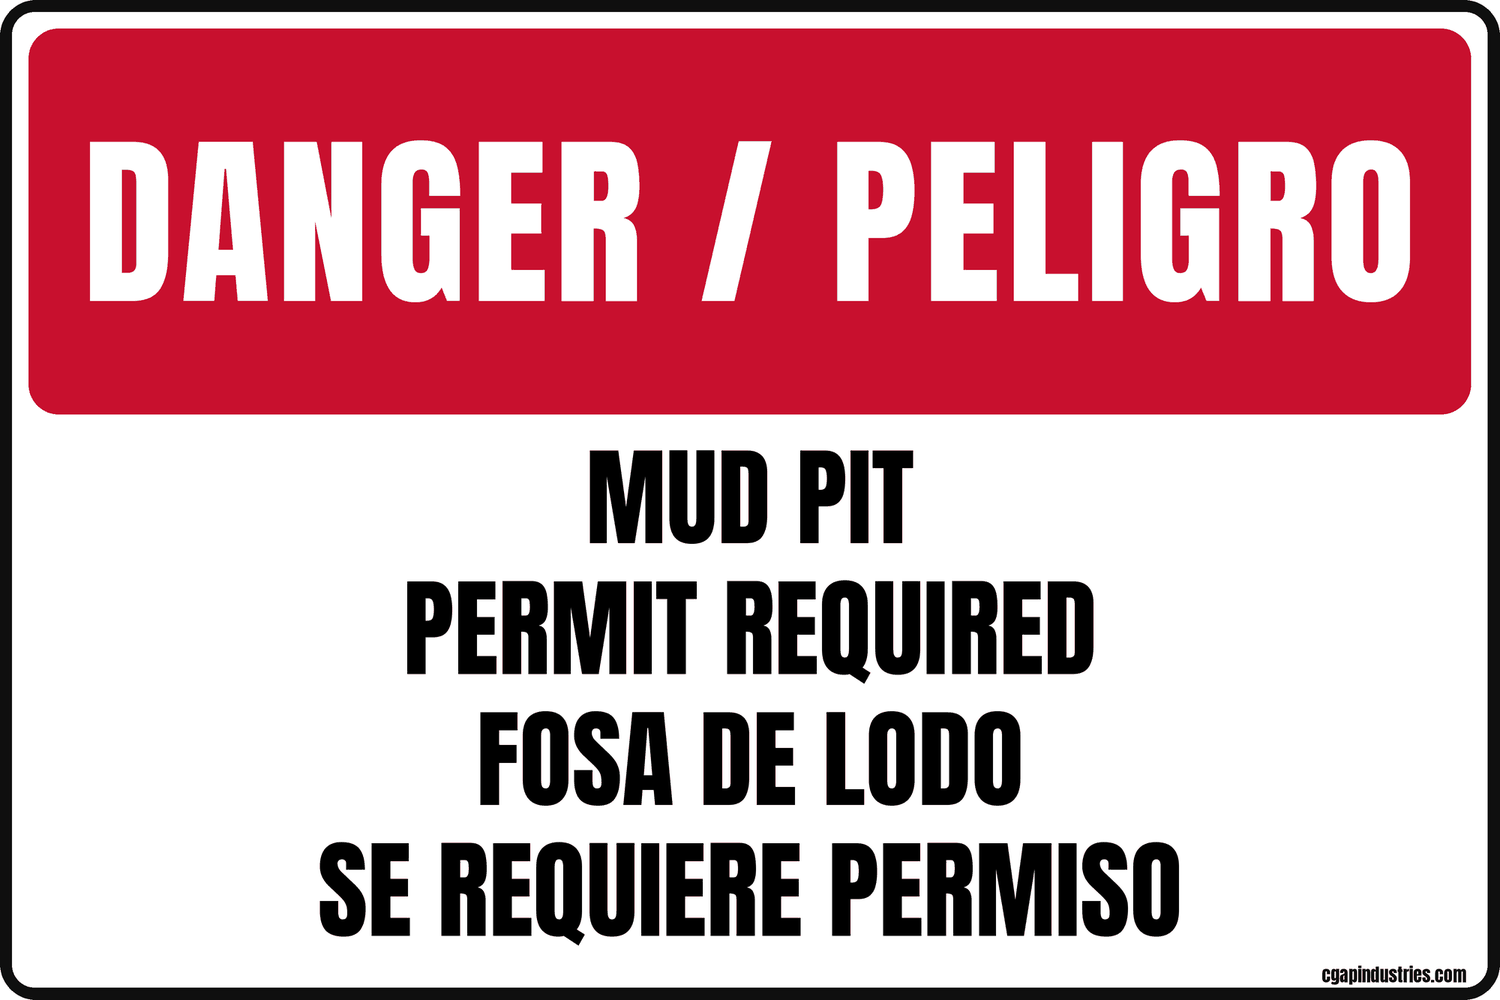 DANGER / PELIGRO
MUD PIT
PERMIT REQUIRED
FOSA DE LODO
SE REQUIERE PERMISO
cgapindustries.com